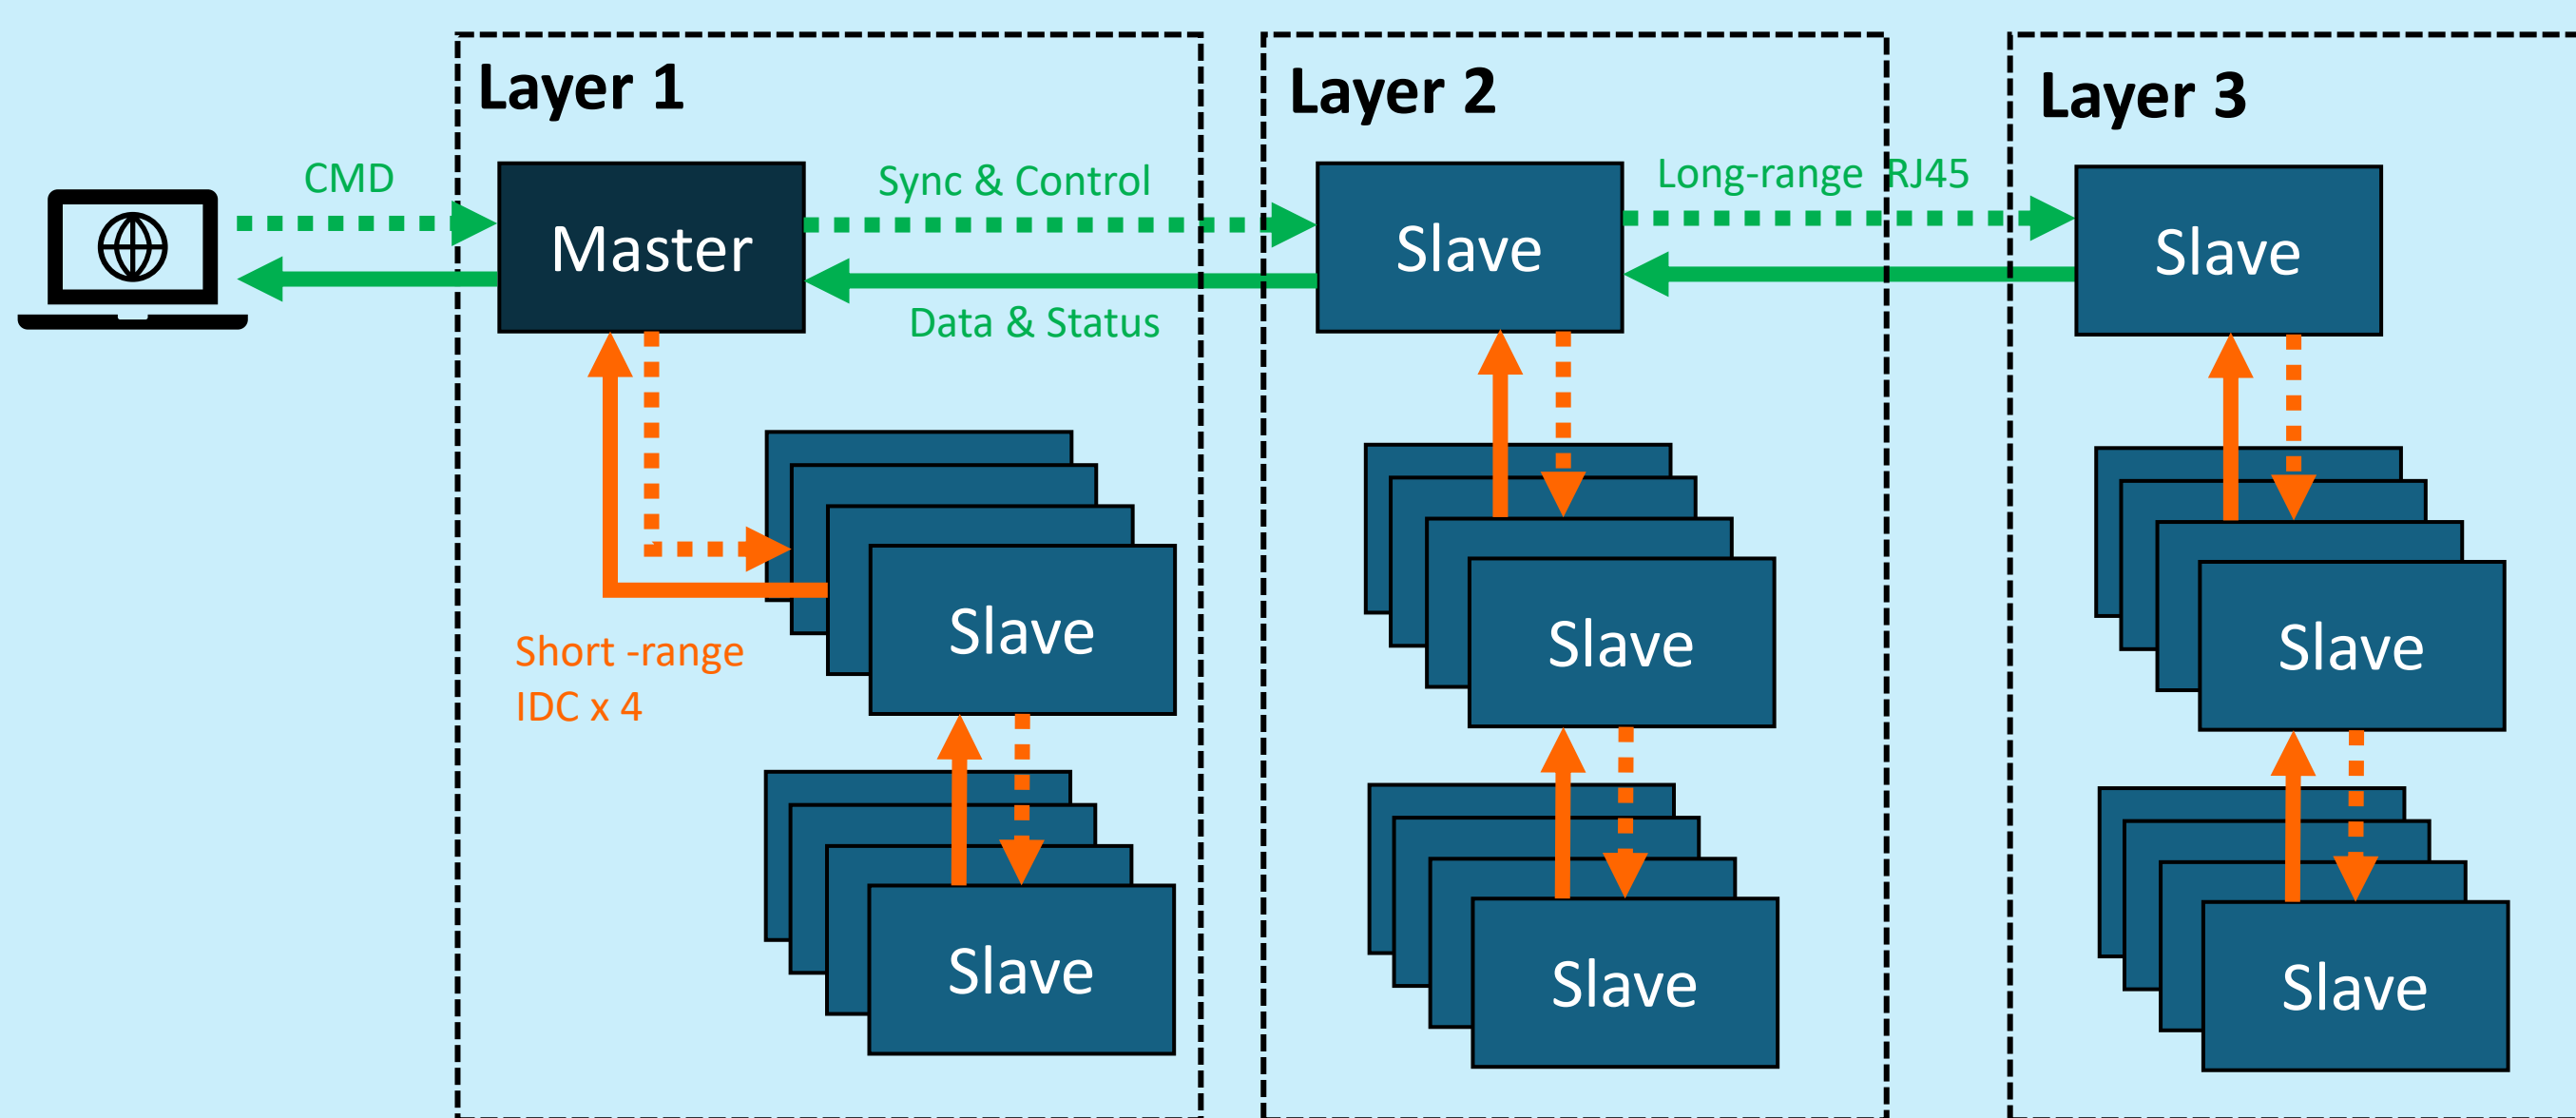 Layer 1
Layer 2
Layer 3
CMD
Sync & Control
Long-range RJ45
Master
Slave
Slave
Data & Status
Short -range
IDC x 4
Slave
Slave
Slave
Slave
Slave
Slave